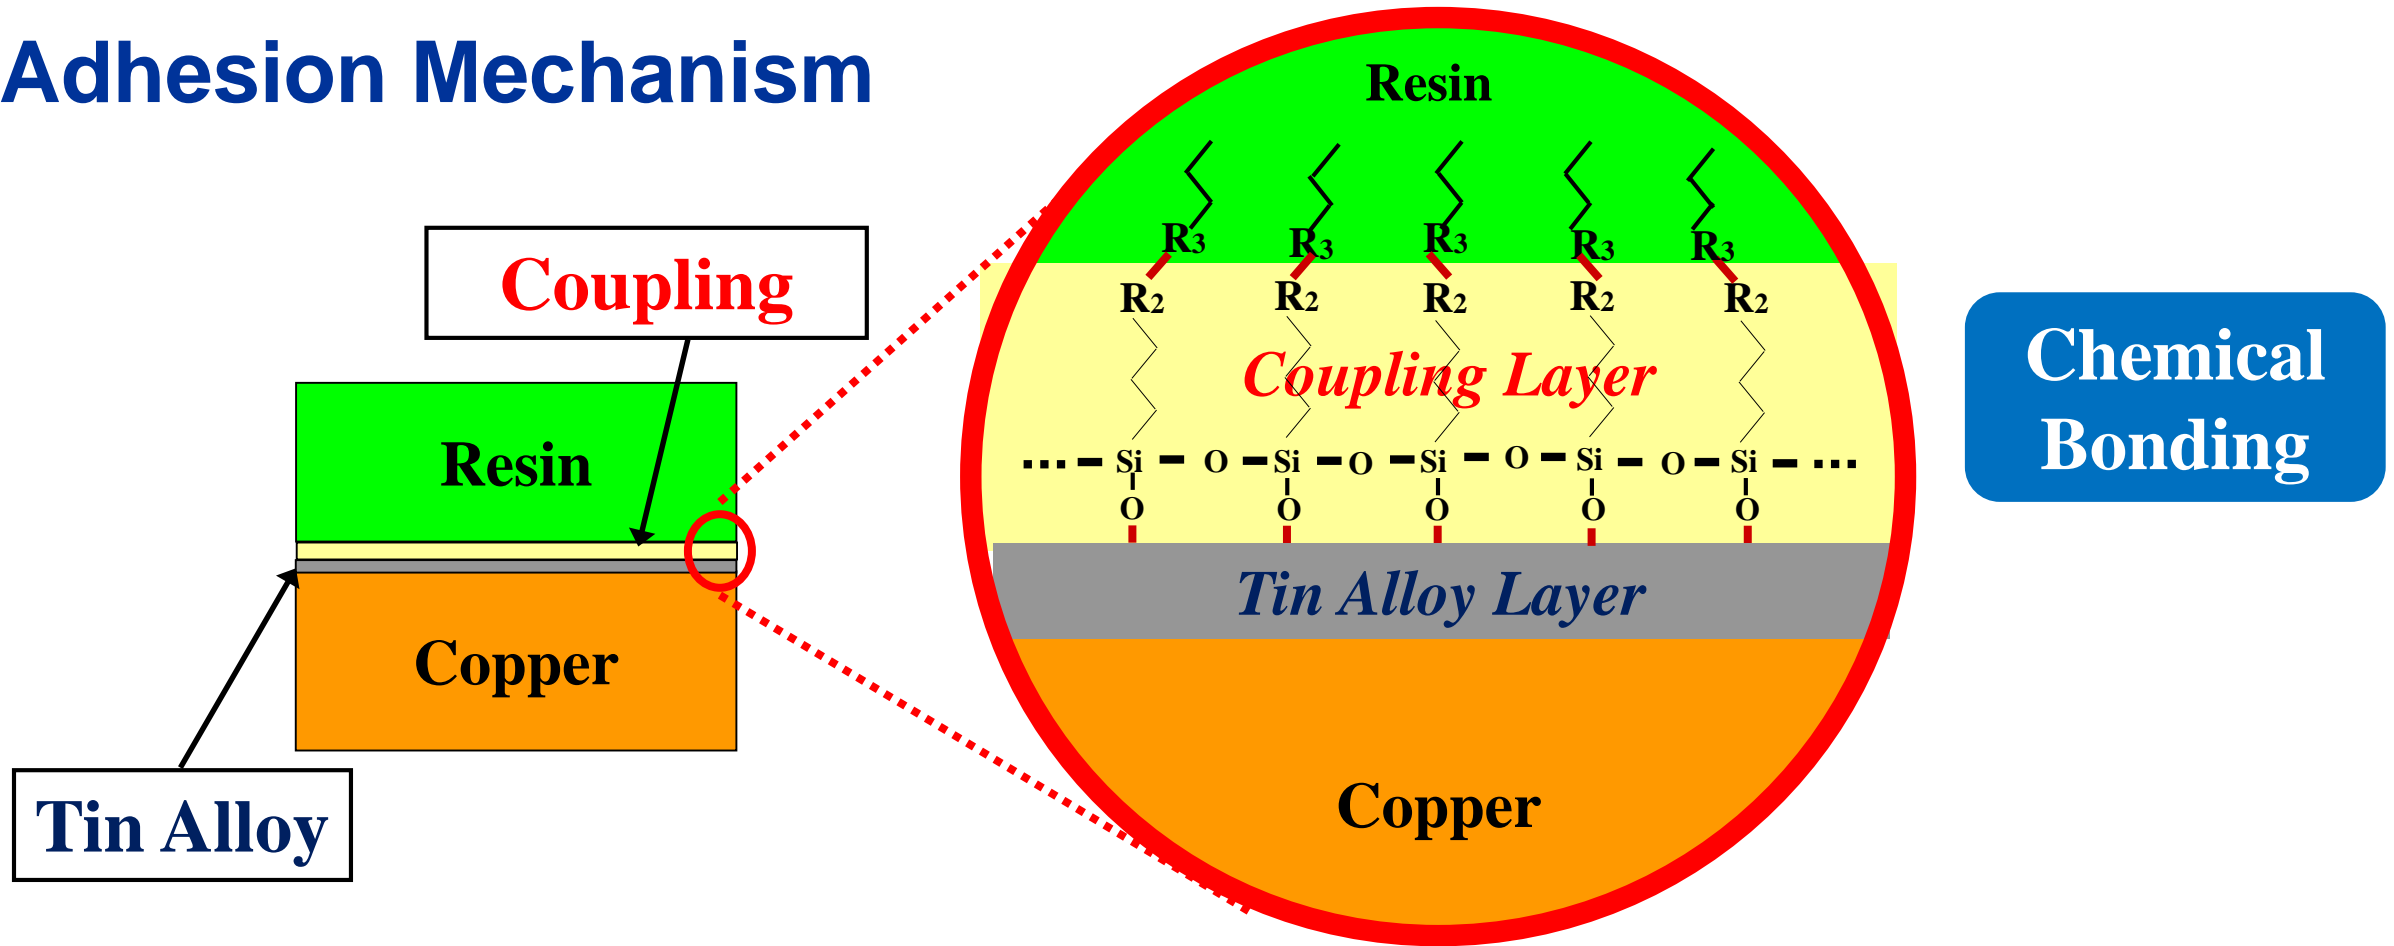 Adhesion Mechanism
Coupling
Resin
Copper
Tin Alloy
Resin
R3 R3 R3 R3 R3
R2 R2 R2 R2 R2
Coupling Layer
... – Si – O – Si – O – Si – O – Si – O – Si – ...
O O O O O
Tin Alloy Layer
Copper
Chemical
Bonding